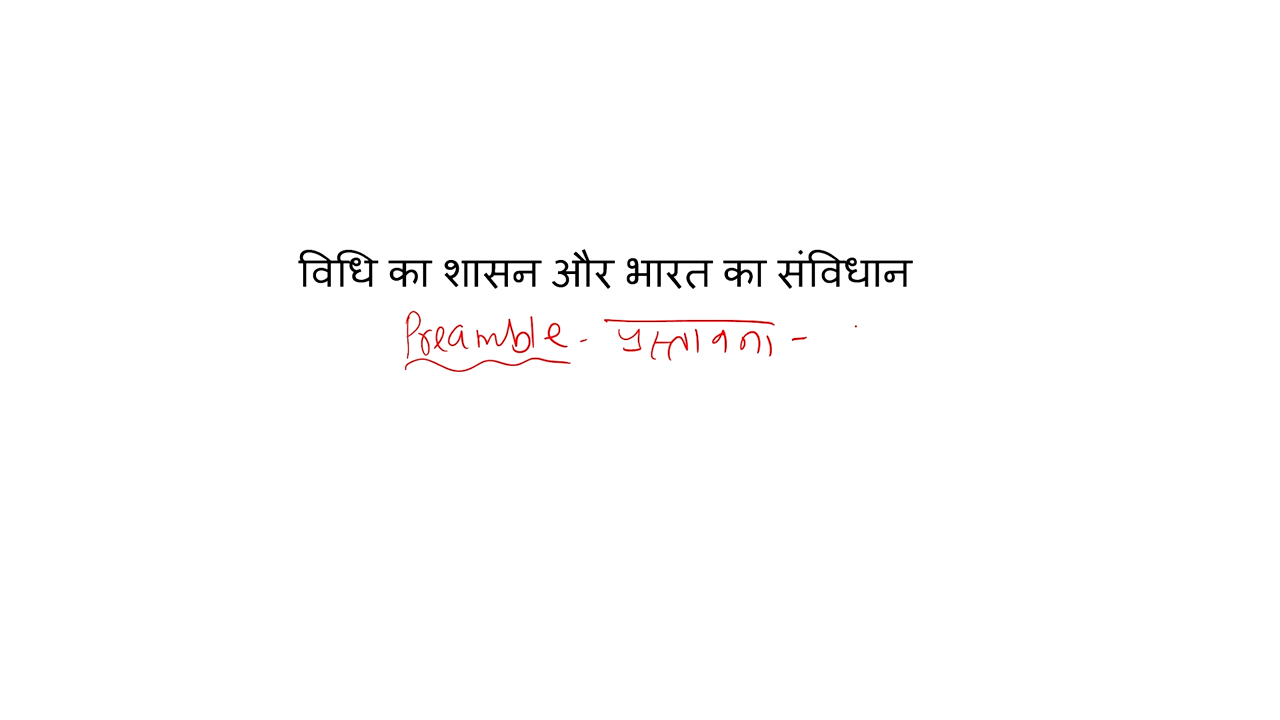 विधि का शासन और भारत का संविधान
Preamble - प्रस्तावना -